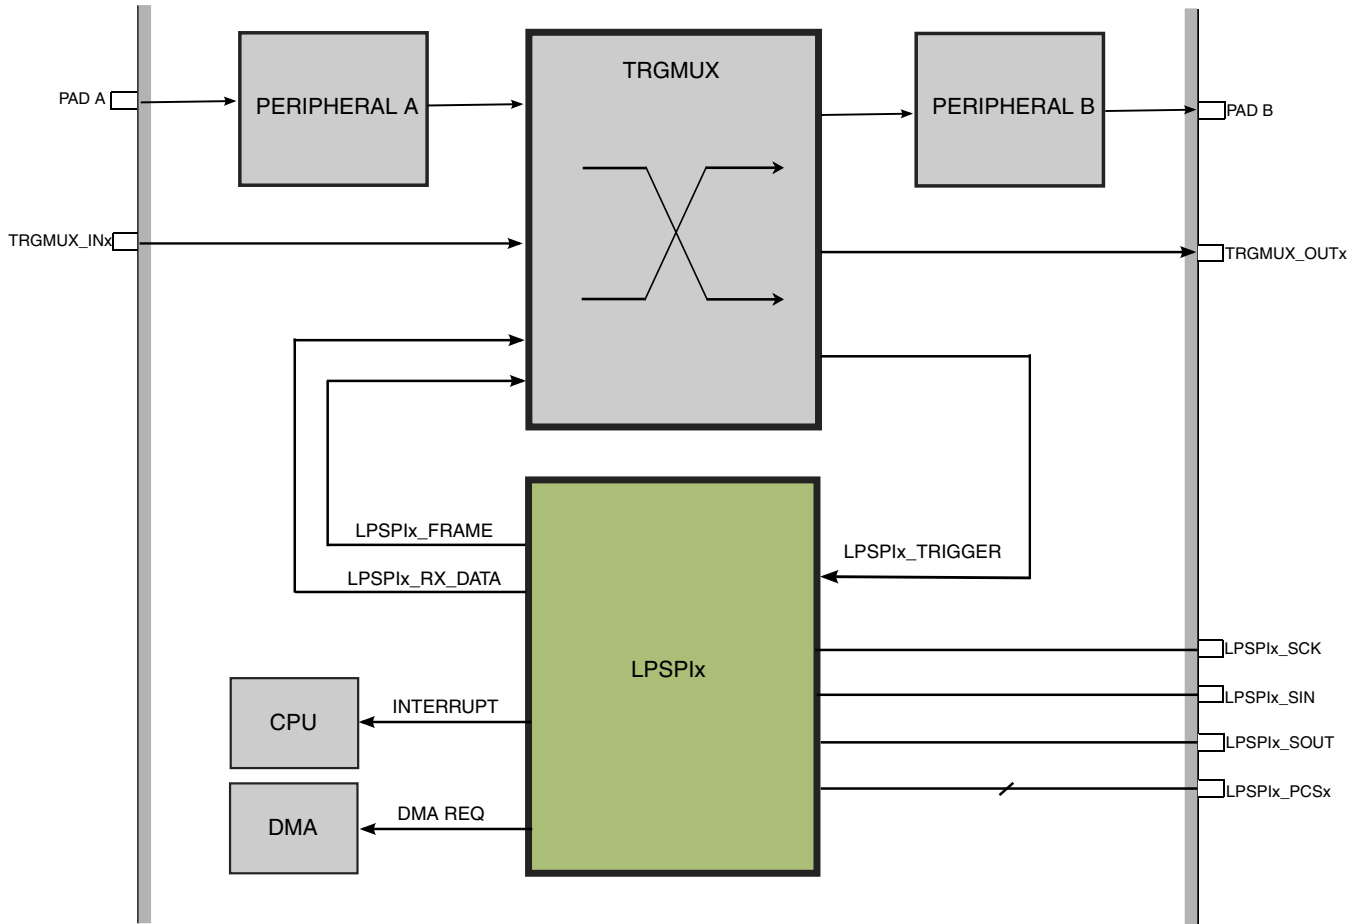 TRGMUX
PAD A
PERIPHERAL A
PERIPHERAL B
PAD B
TRGMUX_INx
TRGMUX_OUTx
LPSPIx_FRAME
LPSPIx_TRIGGER
LPSPIx_RX_DATA
LPSPIx_SCK
LPSPIx
LPSPIx_SIN
INTERRUPT
CPU
LPSPIx_SOUT
LPSPIx_PCSx
DMA REQ
DMA